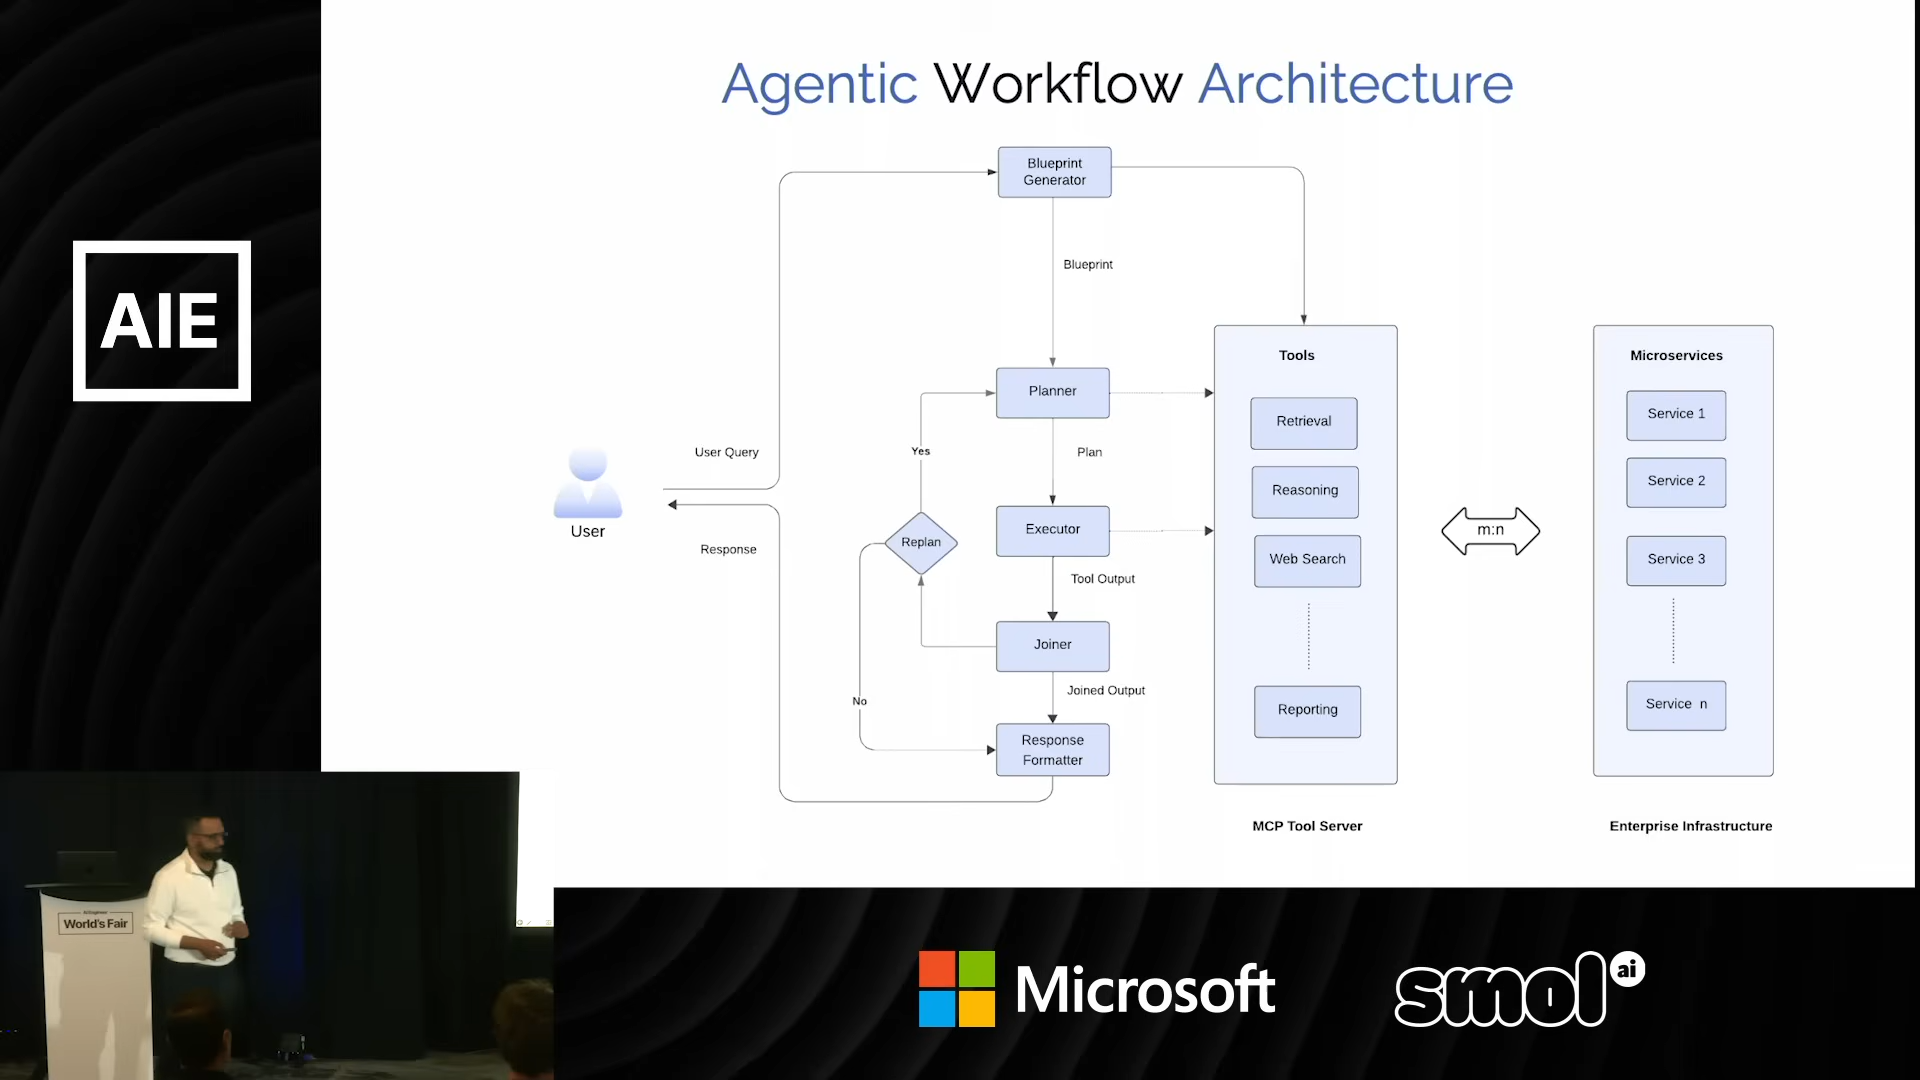 Agentic Workflow Architecture
AIE
Blueprint
Generator
Blueprint
Planner
Plan
Executor
Tool Output
Joiner
Joined Output
Response
Formatter
Yes
Replan
No
User Query
Response
User
Tools
Retrieval
Reasoning
Web Search
Reporting
MCP Tool Server
m:n
Microservices
Service 1
Service 2
Service 3
Service n
Enterprise Infrastructure
World's Fair
Microsoft
smol ai